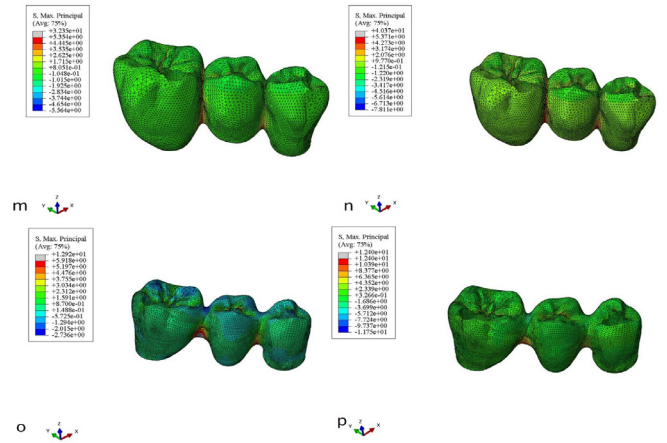 S, Max. Principal
(Avg: 75%)
+3.235e+01
+5.354e+00
+4.445e+00
+3.535e+00
+2.625e+00
+1.715e+00
+8.051e-01
-1.048e-01
-1.015e+00
-1.925e+00
-2.834e+00
-3.744e+00
-4.654e+00
-5.564e+00
m
Z
Y
X
S, Max. Principal
(Avg: 75%)
+4.037e+01
+5.371e+00
+4.273e+00
+3.174e+00
+2.076e+00
+9.770e-01
-1.215e-01
-1.220e+00
-2.319e+00
-3.417e+00
-4.516e+00
-5.614e+00
-6.713e+00
-7.811e+00
n
Z
Y
X
S, Max. Principal
(Avg: 75%)
+1.292e+01
+5.918e+00
+5.197e+00
+4.476e+00
+3.755e+00
+3.034e+00
+2.312e+00
+1.591e+00
+8.700e-01
+1.488e-01
-5.725e-01
-1.294e+00
-2.015e+00
-2.736e+00
o
Z
Y
X
S, Max. Principal
(Avg: 75%)
+1.240e+01
+1.240e+01
+1.039e+01
+8.377e+00
+6.365e+00
+4.352e+00
+2.339e+00
+3.266e-01
-1.686e+00
-3.699e+00
-5.712e+00
-7.724e+00
-9.737e+00
-1.175e+01
p
Z
Y
X